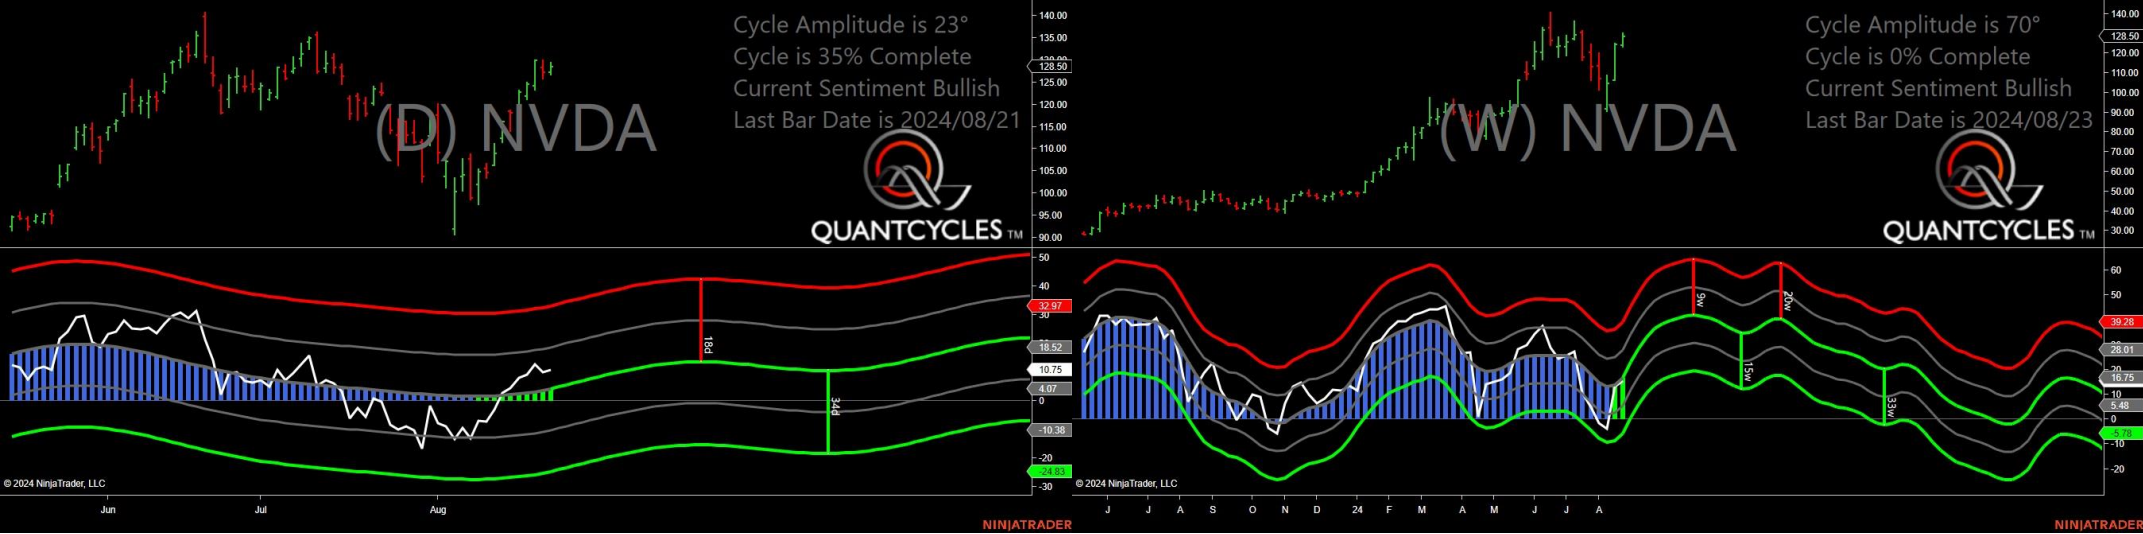 Cycle Amplitude is 23°
Cycle is 35% Complete
Current Sentiment Bullish
Last Bar Date is 2024/08/21
(D) NVDA
QUANTCYCLES TM
140.00
135.00
128.50
125.00
120.00
115.00
110.00
105.00
100.00
95.00
90.00
50
40
32.97
30
18.52
10.75
4.07
0
-10.38
-20
-24.83
-30
18d
34d
© 2024 NinjaTrader, LLC
Jun Jul Aug
NINJATRADER
Cycle Amplitude is 70°
Cycle is 0% Complete
Current Sentiment Bullish
Last Bar Date is 2024/08/23
(W) NVDA
QUANTCYCLES TM
140.00
128.50
120.00
110.00
100.00
90.00
80.00
70.00
60.00
50.00
40.00
30.00
60
50
39.28
28.01
20
16.75
10
5.48
0
-5.78
-10
-20
9w
20w
15w
33w
© 2024 NinjaTrader, LLC
J J A S O N D 24 F M A M J J A
NINJATRADER